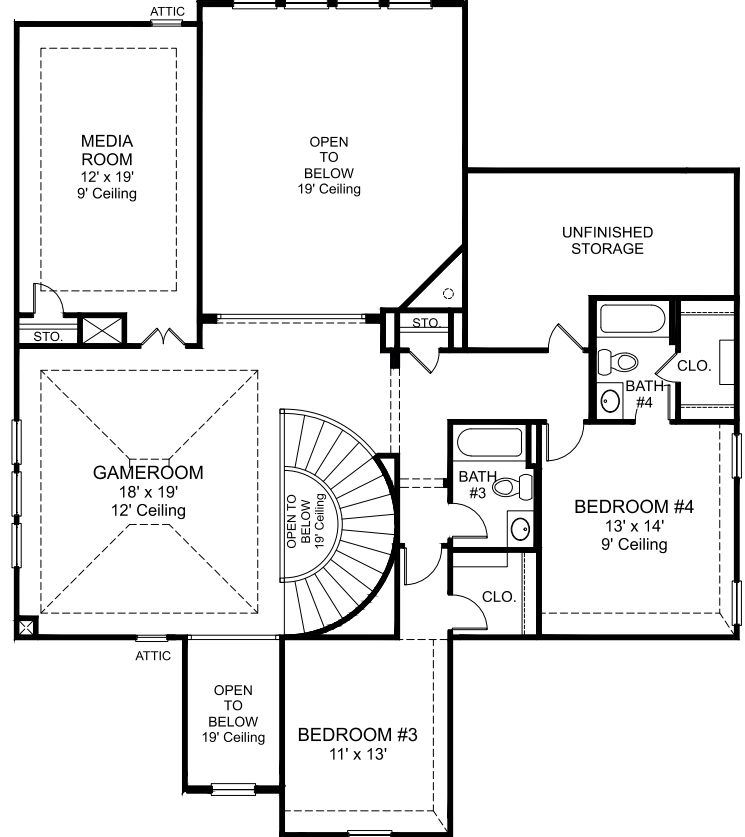 ATTIC
MEDIA
ROOM
12' x 19'
9' Ceiling
OPEN
TO
BELOW
19' Ceiling
UNFINISHED
STORAGE
STO.
STO.
CLO.
BATH
#4
GAMEROOM
18' x 19'
12' Ceiling
OPEN TO
BELOW
19' Ceiling
BATH
#3
BEDROOM #4
13' x 14'
9' Ceiling
CLO.
ATTIC
OPEN
TO
BELOW
19' Ceiling
BEDROOM #3
11' x 13'